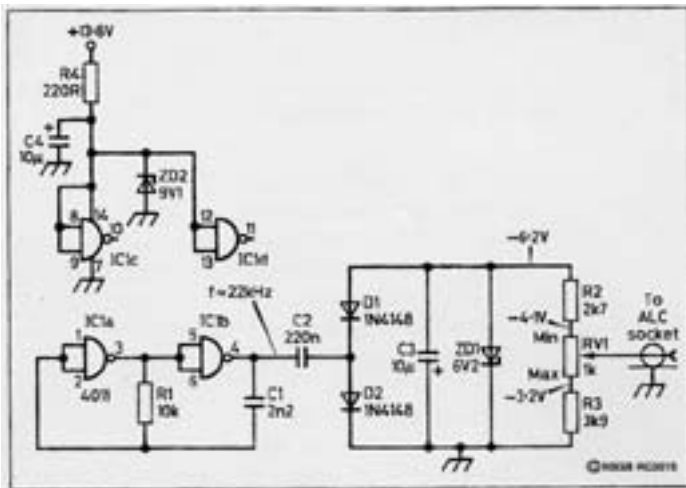 +13·8V
R4
220R
C4
+
10µ
ZD2
9V1
8
14
10
9
7
IC1c
12
11
13
IC1d
f≈22kHz
IC1a
1
3
2
4011
R1
10k
IC1b
5
4
6
C1
2n2
C2
220n
D1
1N4148
D2
1N4148
C3
10µ
+
ZD1
6V2
−6·2V
R2
2k7
−4·1V
Min
RV1
1k
Max
−3·2V
R3
3k9
To
ALC
socket
©